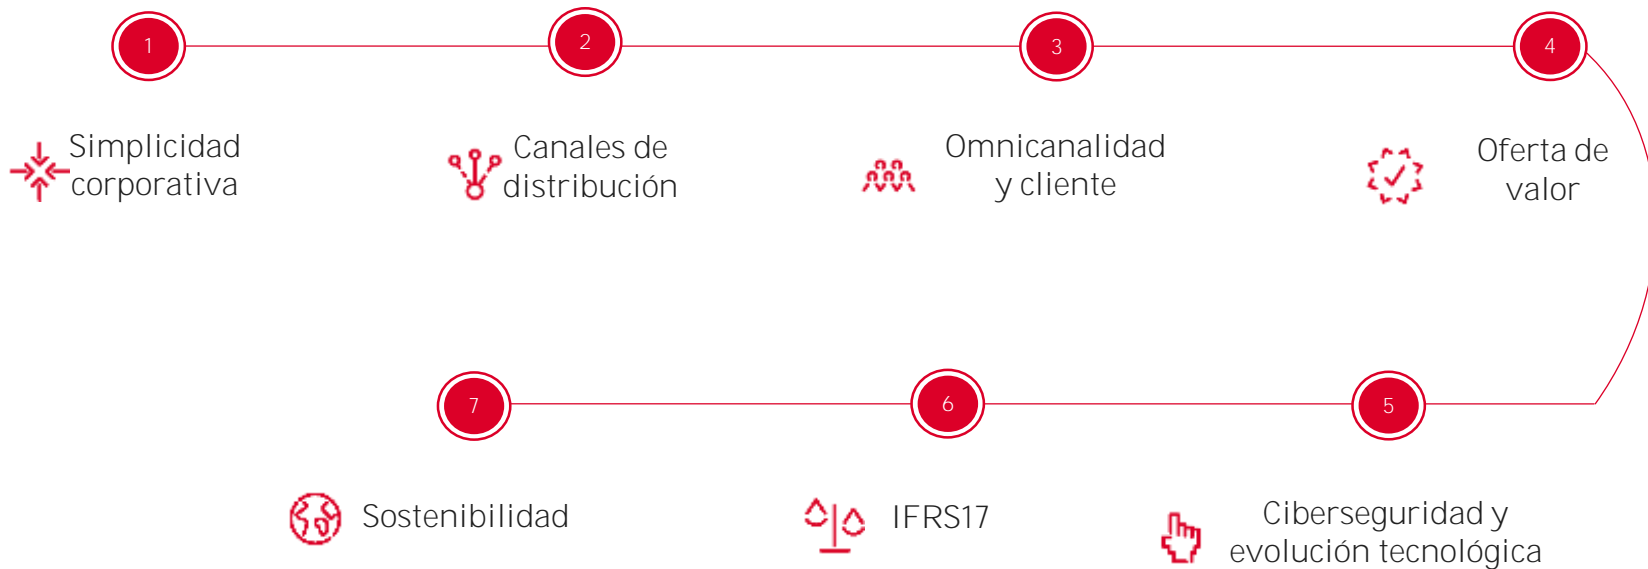 1
2
3
4
Simplicidad
corporativa
Canales de
distribución
Omnicanalidad
y cliente
Oferta de
valor
7
6
5
Sostenibilidad
IFRS17
Ciberseguridad y
evolución tecnológica